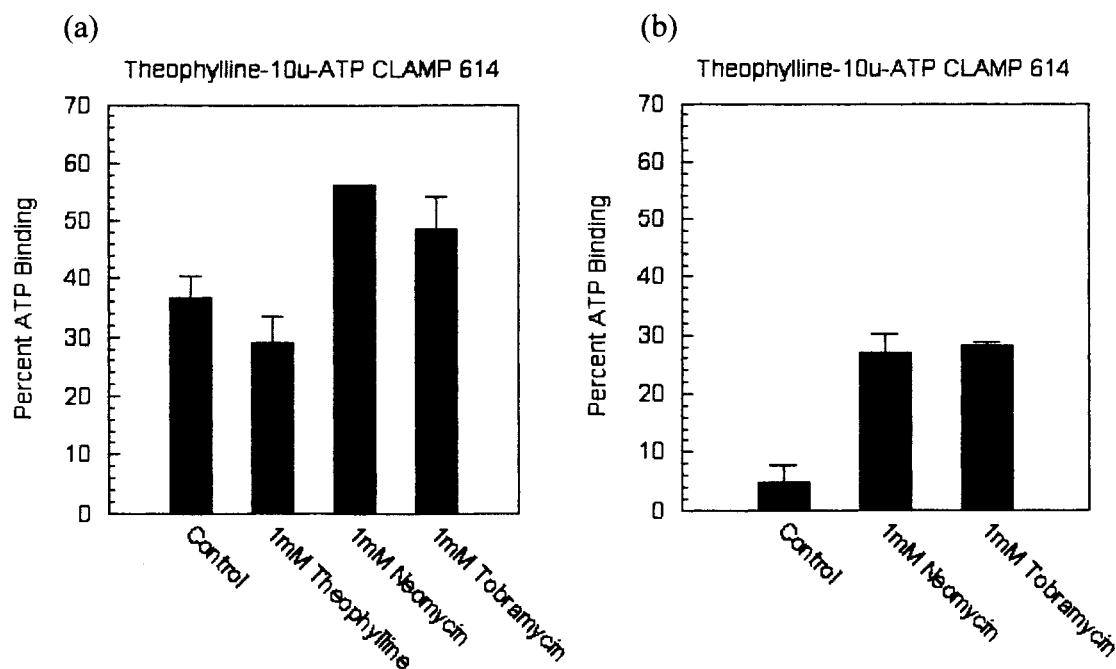 (a)
Theophylline-10u-ATP CLAMP 614
Percent ATP Binding
70
60
50
40
30
20
10
0
Control
1mM Theophylline
1mM Neomycin
1mM Tobramycin
(b)
Theophylline-10u-ATP CLAMP 614
Percent ATP Binding
70
60
50
40
30
20
10
0
Control
1mM Neomycin
1mM Tobramycin